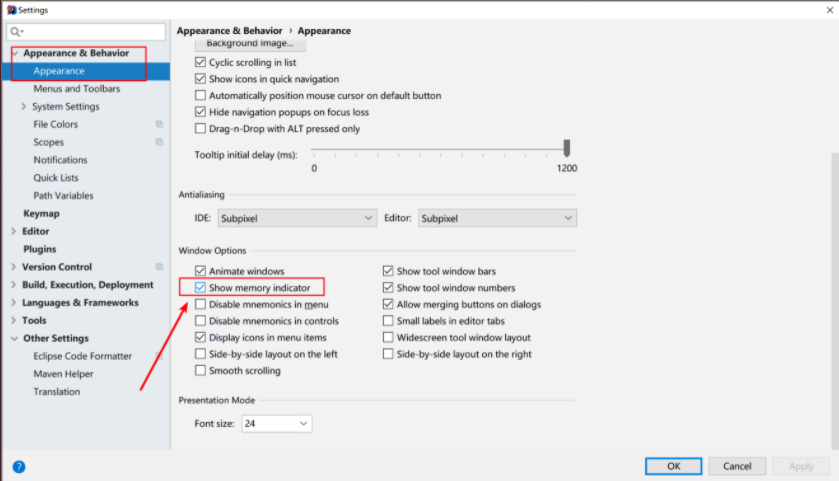 Settings
Appearance & Behavior
Appearance
Menus and Toolbars
System Settings
File Colors
Scopes
Notifications
Quick Lists
Path Variables
Keymap
Editor
Plugins
Version Control
Build, Execution, Deployment
Languages & Frameworks
Tools
Other Settings
Eclipse Code Formatter
Maven Helper
Translation
Appearance & Behavior › Appearance
Background image...
Cyclic scrolling in list
Show icons in quick navigation
Automatically position mouse cursor on default button
Hide navigation popups on focus loss
Drag-n-Drop with ALT pressed only
Tooltip initial delay (ms):
0 1200
Antialiasing
IDE: Subpixel Editor: Subpixel
Window Options
Animate windows Show tool window bars
Show memory indicator Show tool window numbers
Disable mnemonics in menu Allow merging buttons on dialogs
Disable mnemonics in controls Small labels in editor tabs
Display icons in menu items Widescreen tool window layout
Side-by-side layout on the left Side-by-side layout on the right
Smooth scrolling
Presentation Mode
Font size: 24
? OK Cancel Apply